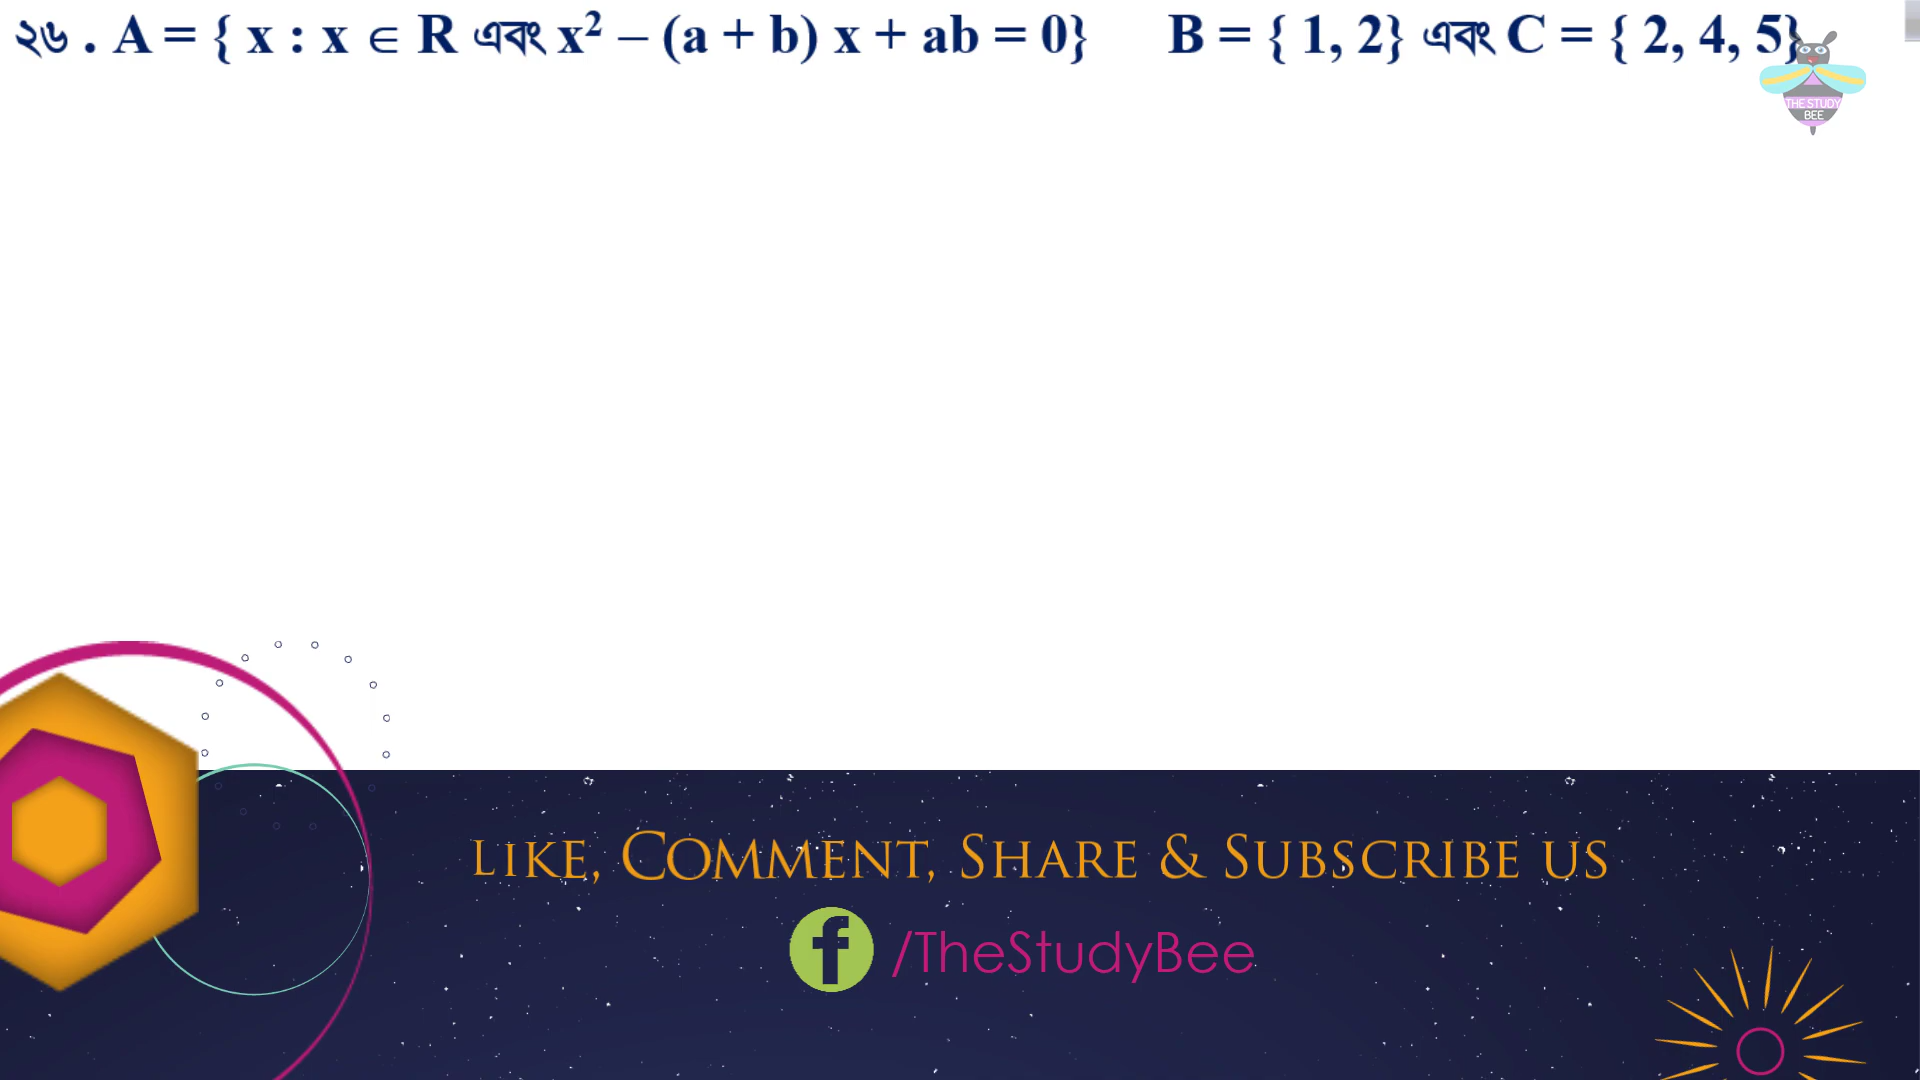 ২৬ . A = { x : x ∈ R এবং x² – (a + b) x + ab = 0} B = { 1, 2} এবং C = { 2, 4, 5}
THE STUDY
BEE
LIKE, COMMENT, SHARE & SUBSCRIBE US
f /TheStudyBee